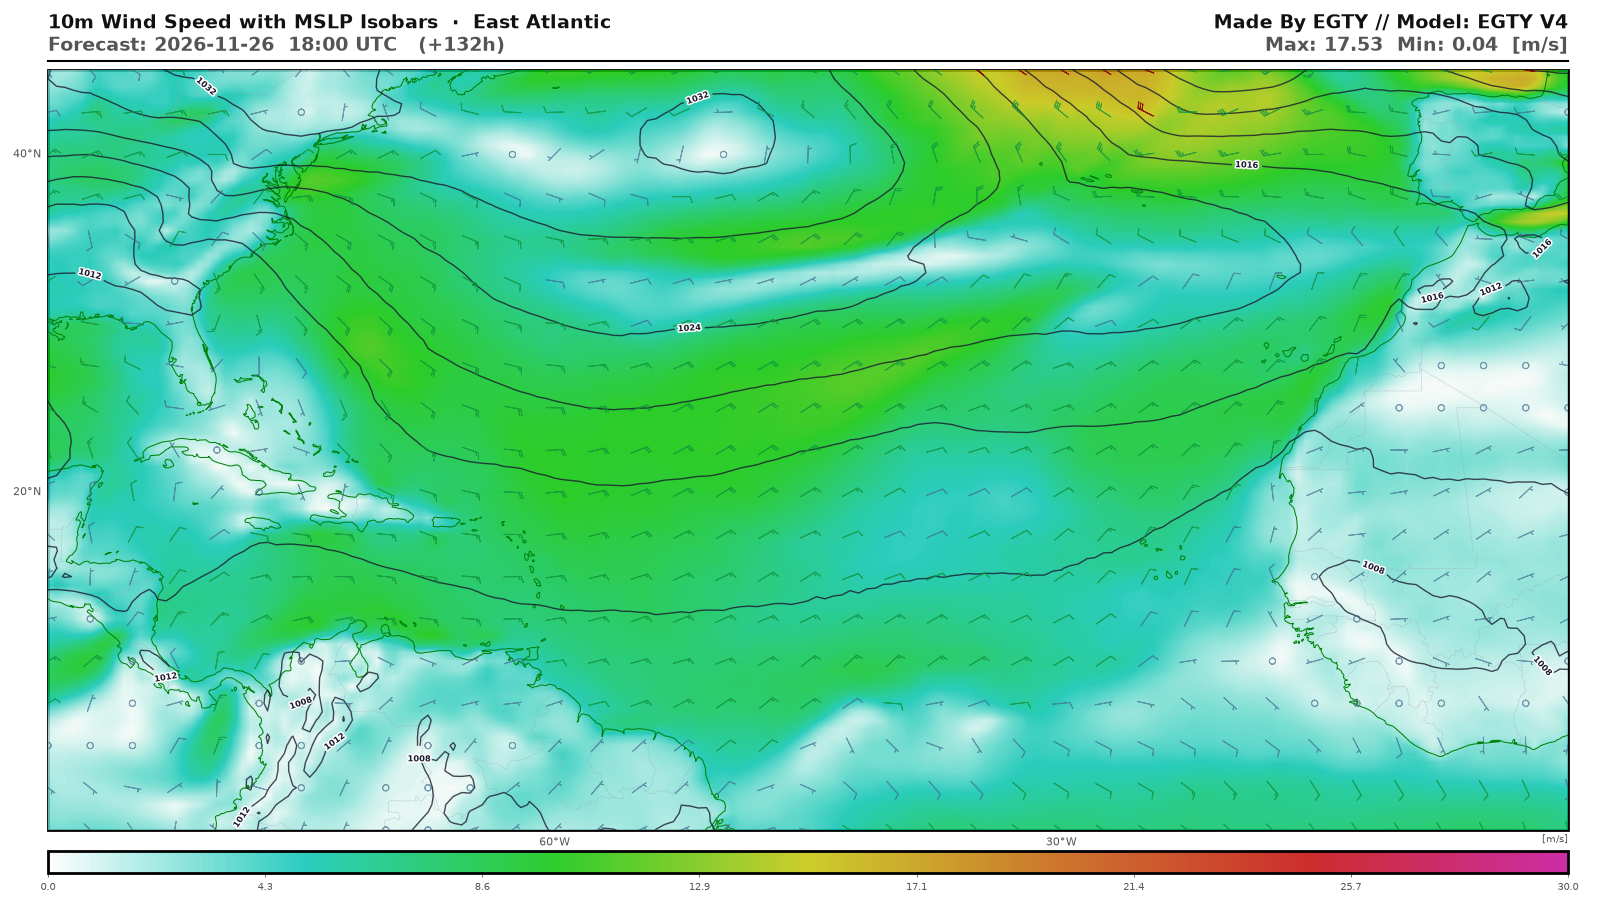 10m Wind Speed with MSLP Isobars · East Atlantic
Made By EGTY // Model: EGTY V4
Forecast: 2026-11-26 18:00 UTC (+132h)
Max: 17.53 Min: 0.04 [m/s]
1032
1032
40°N
1016
1016
1012
1016
1012
1024
20°N
1008
1008
1012
1008
1012
1008
1012
60°W
30°W
[m/s]
0.0
4.3
8.6
12.9
17.1
21.4
25.7
30.0